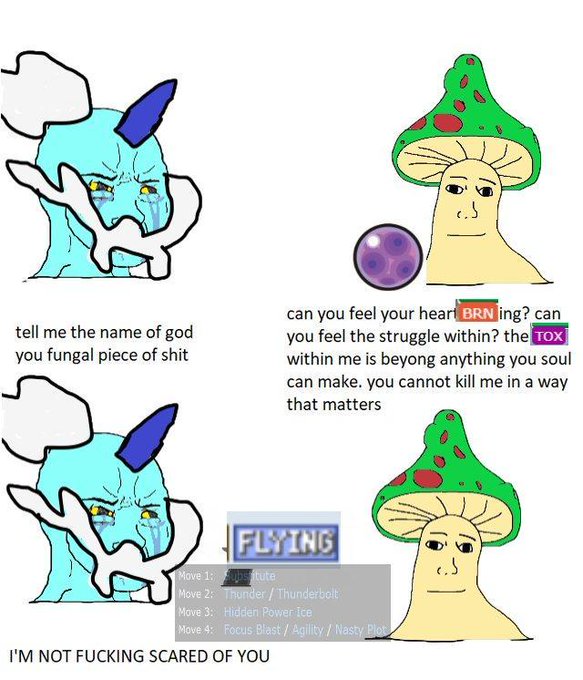 tell me the name of god
you fungal piece of shit
can you feel your heart BRN ing? can
you feel the struggle within? the TOX
within me is beyong anything you soul
can make. you cannot kill me in a way
that matters
FLYING
Move 1: Substitute
Move 2: Thunder / Thunderbolt
Move 3: Hidden Power Ice
Move 4: Focus Blast / Agility / Nasty Plot
I'M NOT FUCKING SCARED OF YOU